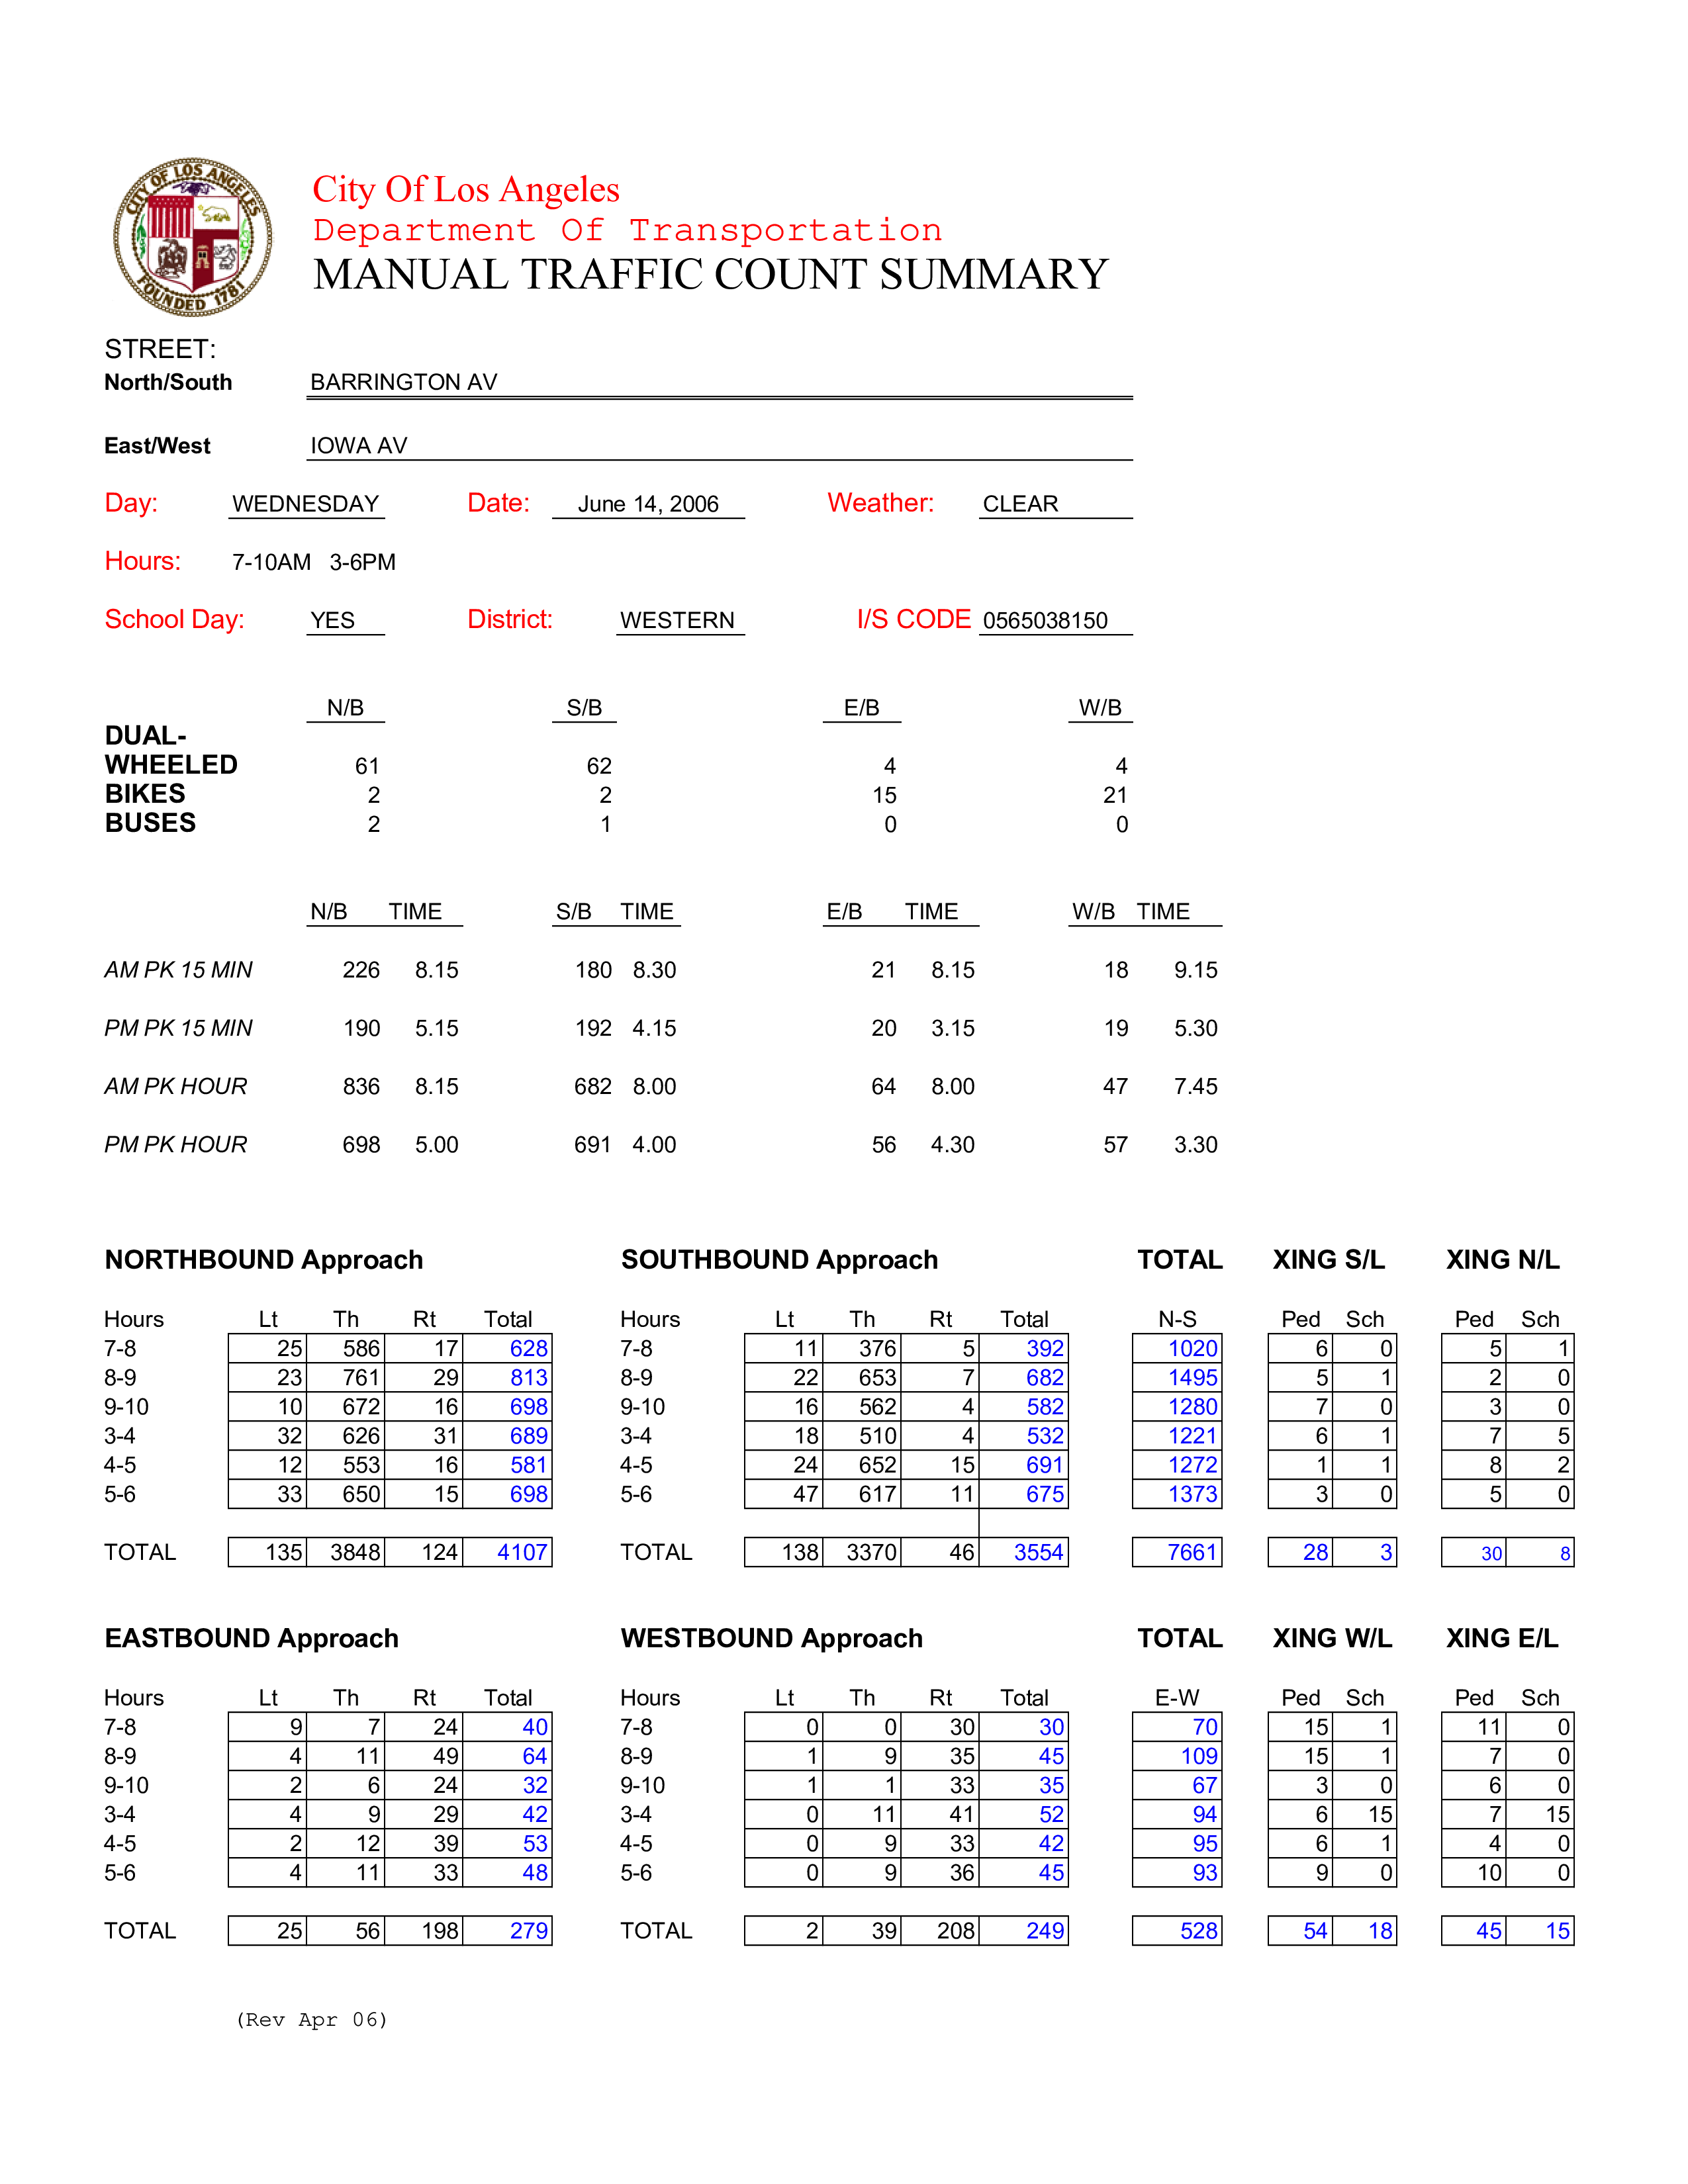 CITY OF LOS ANGELES
FOUNDED 1781
City Of Los Angeles
Department Of Transportation
MANUAL TRAFFIC COUNT SUMMARY
STREET:
North/South BARRINGTON AV
East/West IOWA AV
Day: WEDNESDAY Date: June 14, 2006 Weather: CLEAR
Hours: 7-10AM 3-6PM
School Day: YES District: WESTERN I/S CODE 0565038150
N/B S/B E/B W/B
DUAL-
WHEELED 61 62 4 4
BIKES 2 2 15 21
BUSES 2 1 0 0
N/B TIME S/B TIME E/B TIME W/B TIME
AM PK 15 MIN 226 8.15 180 8.30 21 8.15 18 9.15
PM PK 15 MIN 190 5.15 192 4.15 20 3.15 19 5.30
AM PK HOUR 836 8.15 682 8.00 64 8.00 47 7.45
PM PK HOUR 698 5.00 691 4.00 56 4.30 57 3.30
NORTHBOUND Approach SOUTHBOUND Approach TOTAL XING S/L XING N/L
Hours Lt Th Rt Total Hours Lt Th Rt Total N-S Ped Sch Ped Sch
7-8 25 586 17 628 7-8 11 376 5 392 1020 6 0 5 1
8-9 23 761 29 813 8-9 22 653 7 682 1495 5 1 2 0
9-10 10 672 16 698 9-10 16 562 4 582 1280 7 0 3 0
3-4 32 626 31 689 3-4 18 510 4 532 1221 6 1 7 5
4-5 12 553 16 581 4-5 24 652 15 691 1272 1 1 8 2
5-6 33 650 15 698 5-6 47 617 11 675 1373 3 0 5 0
TOTAL 135 3848 124 4107 TOTAL 138 3370 46 3554 7661 28 3 30 8
EASTBOUND Approach WESTBOUND Approach TOTAL XING W/L XING E/L
Hours Lt Th Rt Total Hours Lt Th Rt Total E-W Ped Sch Ped Sch
7-8 9 7 24 40 7-8 0 0 30 30 70 15 1 11 0
8-9 4 11 49 64 8-9 1 9 35 45 109 15 1 7 0
9-10 2 6 24 32 9-10 1 1 33 35 67 3 0 6 0
3-4 4 9 29 42 3-4 0 11 41 52 94 6 15 7 15
4-5 2 12 39 53 4-5 0 9 33 42 95 6 1 4 0
5-6 4 11 33 48 5-6 0 9 36 45 93 9 0 10 0
TOTAL 25 56 198 279 TOTAL 2 39 208 249 528 54 18 45 15
(Rev Apr 06)